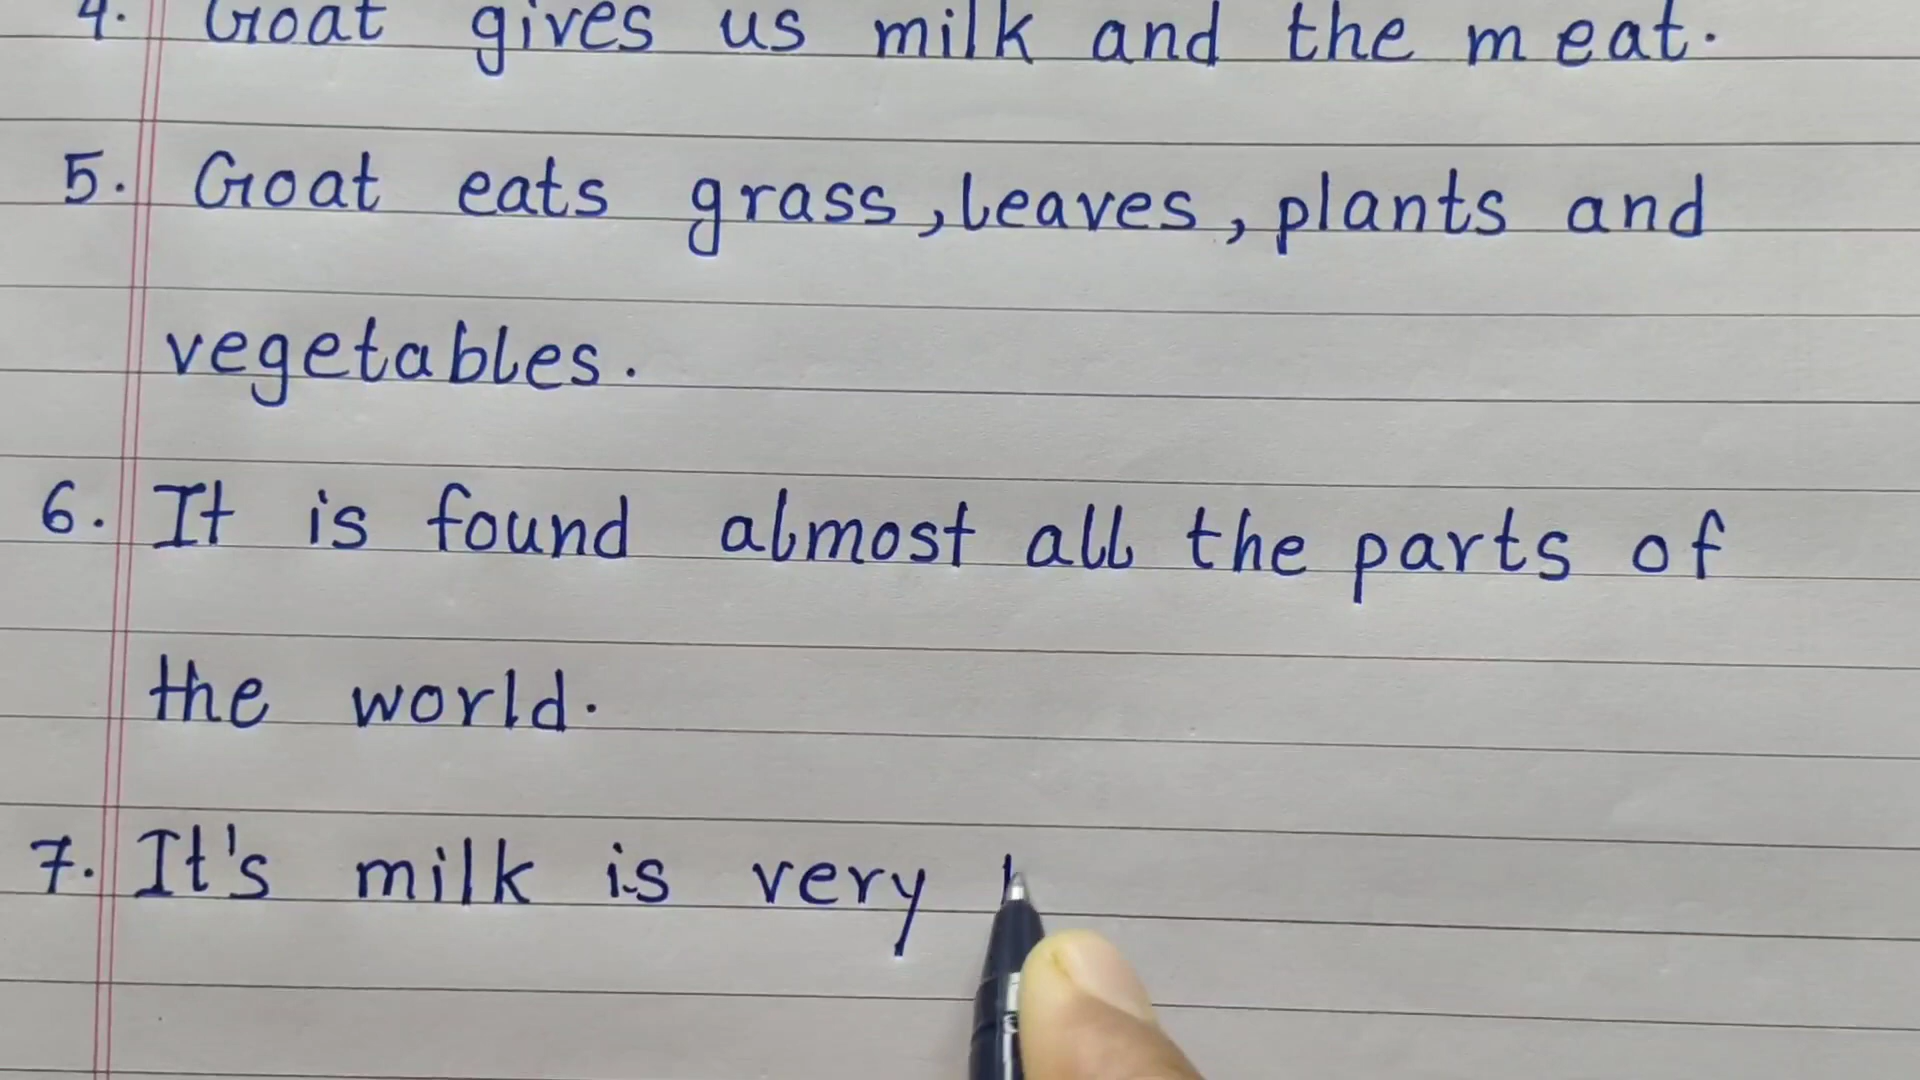 4. Goat gives us milk and the meat.
5. Goat eats grass, leaves, plants and
vegetables.
6. It is found almost all the parts of
the world.
7. It's milk is very